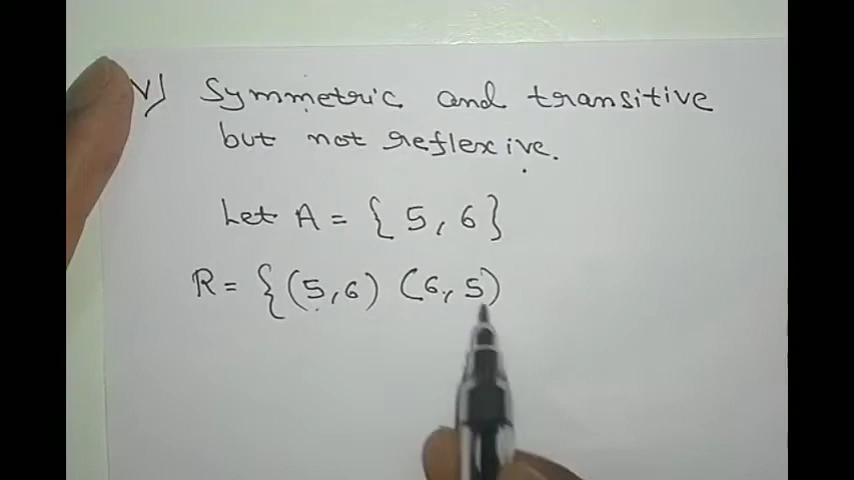 v) Symmetric and transitive
but not reflexive.
Let A = { 5, 6 }
R = { (5,6) (6,5)